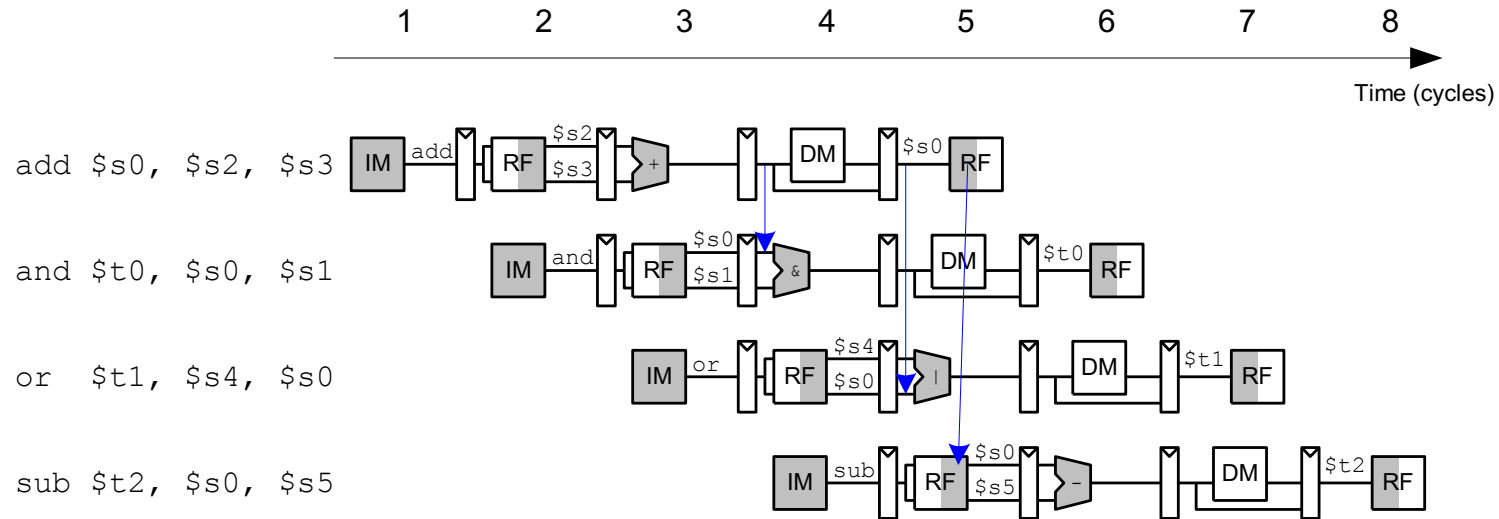 1 2 3 4 5 6 7 8
Time (cycles)
add $s0, $s2, $s3 IM add RF $s2 $s3 + DM $s0 RF
and $t0, $s0, $s1 IM and RF $s0 $s1 & DM $t0 RF
or $t1, $s4, $s0 IM or RF $s4 $s0 | DM $t1 RF
sub $t2, $s0, $s5 IM sub RF $s0 $s5 - DM $t2 RF